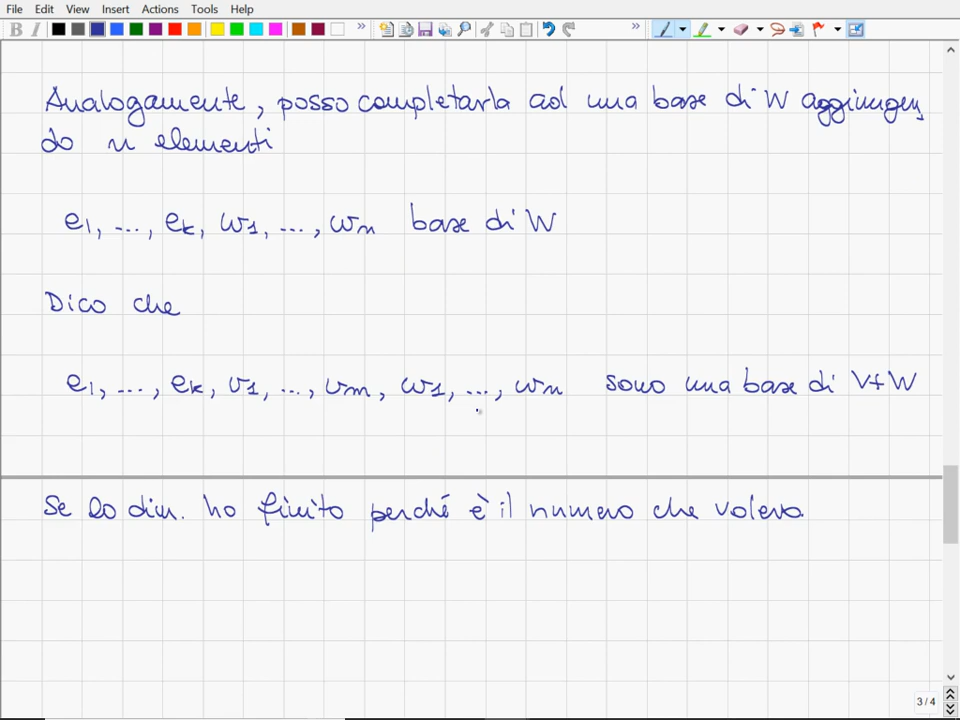 File Edit View Insert Actions Tools Help
B I » »
Analogamente, posso completarla ad una base di W aggiungen
do n elementi
e1, ..., ek, w1, ..., wn base di W
Dico che
e1, ..., ek, v1, ..., vm, w1, ..., wn sono una base di V+W
Se lo dim. ho finito perché è il numero che volevo
3 / 4